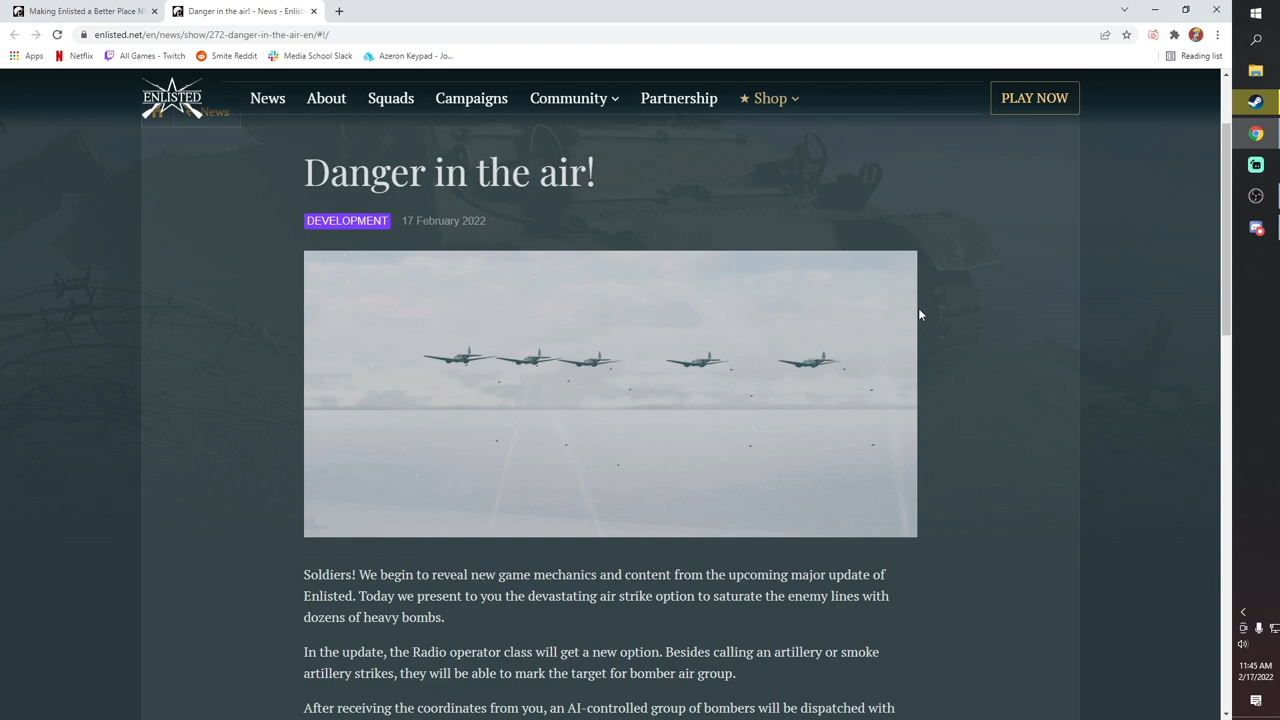 Making Enlisted a Better Place N
Danger in the air! - News - Enlist
enlisted.net/en/news/show/272-danger-in-the-air-en/#!/
Apps
Netflix
All Games - Twitch
Smite Reddit
Media School Slack
Azeron Keypad - Jo...
Reading list
ENLISTED
News
About
Squads
Campaigns
Community
Partnership
★ Shop
PLAY NOW
News
Danger in the air!
DEVELOPMENT 17 February 2022
Soldiers! We begin to reveal new game mechanics and content from the upcoming major update of
Enlisted. Today we present to you the devastating air strike option to saturate the enemy lines with
dozens of heavy bombs.
In the update, the Radio operator class will get a new option. Besides calling an artillery or smoke
artillery strikes, they will be able to mark the target for bomber air group.
After receiving the coordinates from you, an AI-controlled group of bombers will be dispatched with
11:45 AM
2/17/2022